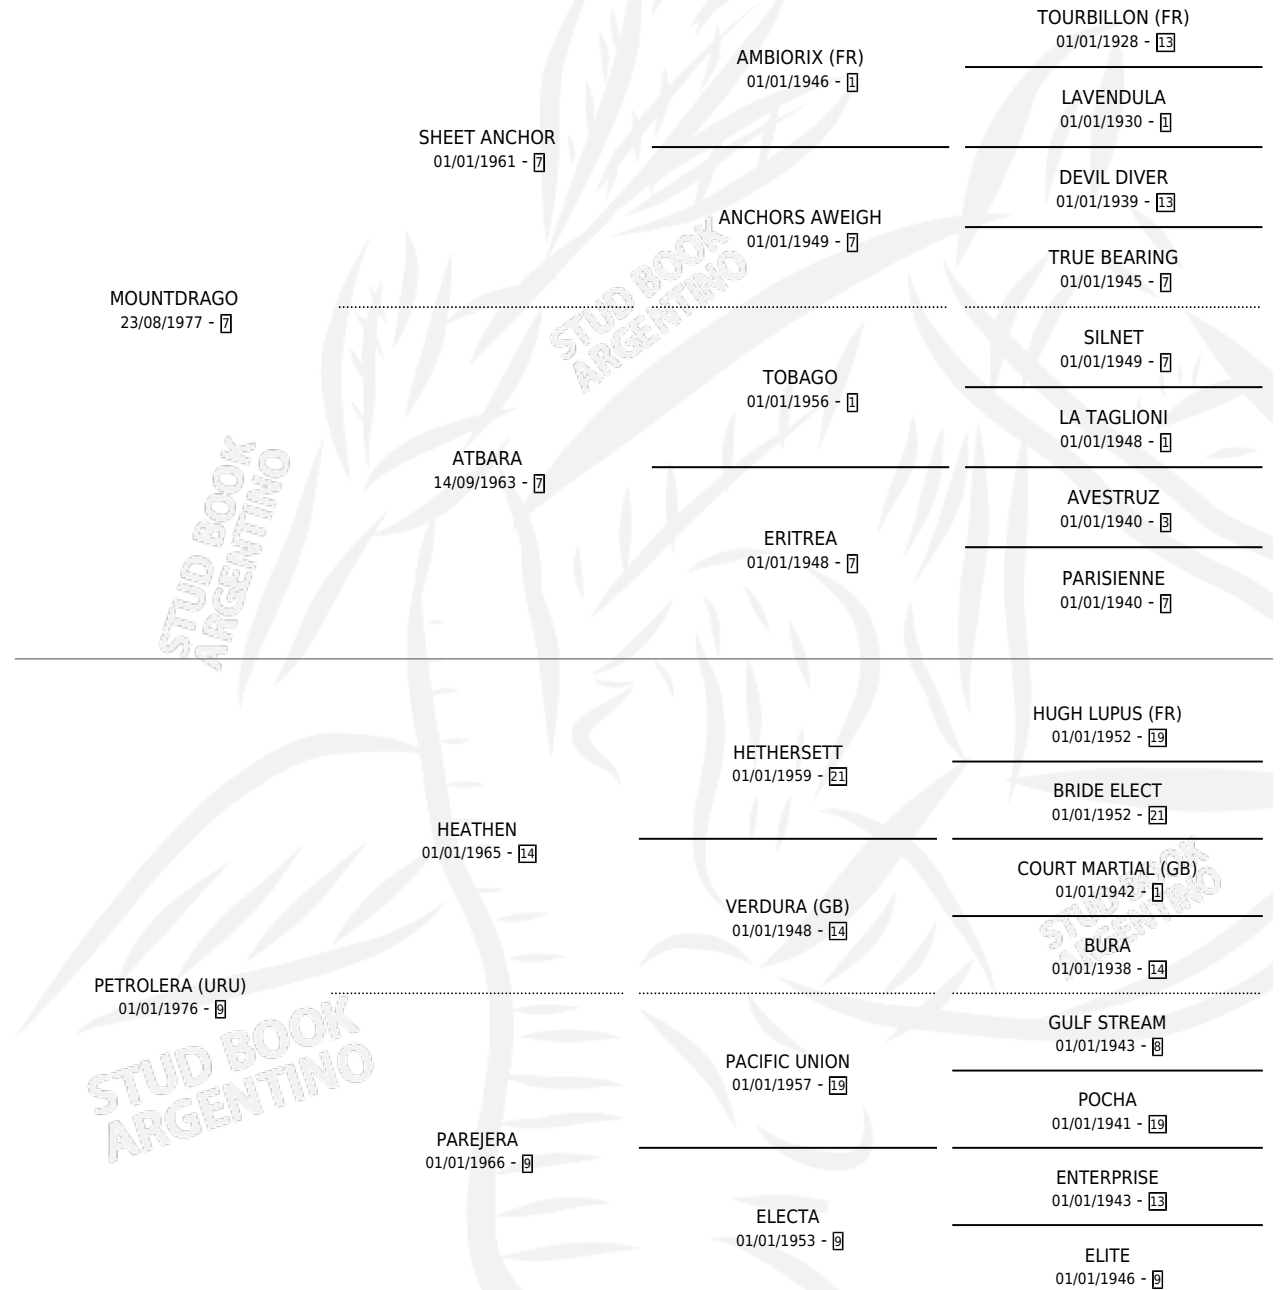 TOURBILLON (FR)
01/01/1928 - 13
AMBIORIX (FR)
01/01/1946 - 1
LAVENDULA
01/01/1930 - 1
SHEET ANCHOR
01/01/1961 - 7
DEVIL DIVER
01/01/1939 - 13
ANCHORS AWEIGH
01/01/1949 - 7
TRUE BEARING
01/01/1945 - 7
MOUNTDRAGO
23/08/1977 - 7
STUD BOOK
ARGENTINO
SILNET
01/01/1949 - 7
TOBAGO
01/01/1956 - 1
LA TAGLIONI
01/01/1948 - 1
ATBARA
14/09/1963 - 7
AVESTRUZ
01/01/1940 - 3
ERITREA
01/01/1948 - 7
PARISIENNE
01/01/1940 - 7
STUD BOOK
ARGENTINO
HUGH LUPUS (FR)
01/01/1952 - 19
HETHERSETT
01/01/1959 - 21
BRIDE ELECT
01/01/1952 - 21
HEATHEN
01/01/1965 - 14
COURT MARTIAL (GB)
01/01/1942 - 1
VERDURA (GB)
01/01/1948 - 14
STUD BOOK
ARGENTINO
BURA
01/01/1938 - 14
PETROLERA (URU)
01/01/1976 - 9
GULF STREAM
01/01/1943 - 8
PACIFIC UNION
01/01/1957 - 19
STUD BOOK
ARGENTINO
POCHA
01/01/1941 - 19
PAREJERA
01/01/1966 - 9
ENTERPRISE
01/01/1943 - 13
ELECTA
01/01/1953 - 9
ELITE
01/01/1946 - 9